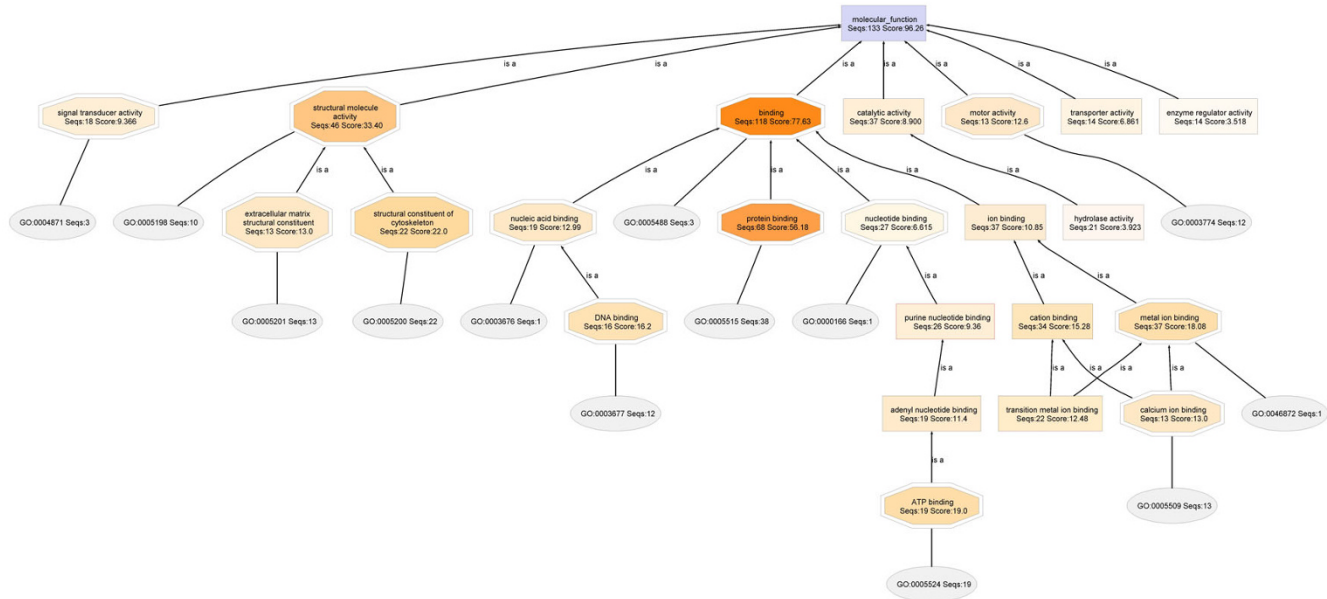 molecular_function
Seqs:133 Score:96.26
is a
is a
is a
is a
is a
is a
is a
signal transducer activity
Seqs:18 Score:9.366
structural molecule
activity
Seqs:46 Score:33.40
binding
Seqs:118 Score:77.63
catalytic activity
Seqs:37 Score:8.900
motor activity
Seqs:13 Score:12.6
transporter activity
Seqs:14 Score:6.861
enzyme regulator activity
Seqs:14 Score:3.518
is a
is a
is a
is a
is a
is a
is a
GO:0004871 Seqs:3
GO:0005198 Seqs:10
extracellular matrix
structural constituent
Seqs:13 Score:13.0
structural constituent of
cytoskeleton
Seqs:22 Score:22.0
nucleic acid binding
Seqs:19 Score:12.99
GO:0005488 Seqs:3
protein binding
Seqs:68 Score:56.18
nucleotide binding
Seqs:27 Score:6.615
ion binding
Seqs:37 Score:10.85
hydrolase activity
Seqs:21 Score:3.923
GO:0003774 Seqs:12
is a
is a
is a
is a
GO:0005201 Seqs:13
GO:0005200 Seqs:22
GO:0003676 Seqs:1
DNA binding
Seqs:16 Score:16.2
GO:0005515 Seqs:38
GO:0000166 Seqs:1
purine nucleotide binding
Seqs:26 Score:9.36
cation binding
Seqs:34 Score:15.28
metal ion binding
Seqs:37 Score:18.08
is a
is a
is a
is a
is a
GO:0003677 Seqs:12
adenyl nucleotide binding
Seqs:19 Score:11.4
transition metal ion binding
Seqs:22 Score:12.48
calcium ion binding
Seqs:13 Score:13.0
GO:0046872 Seqs:1
is a
ATP binding
Seqs:19 Score:19.0
GO:0005509 Seqs:13
GO:0005524 Seqs:19